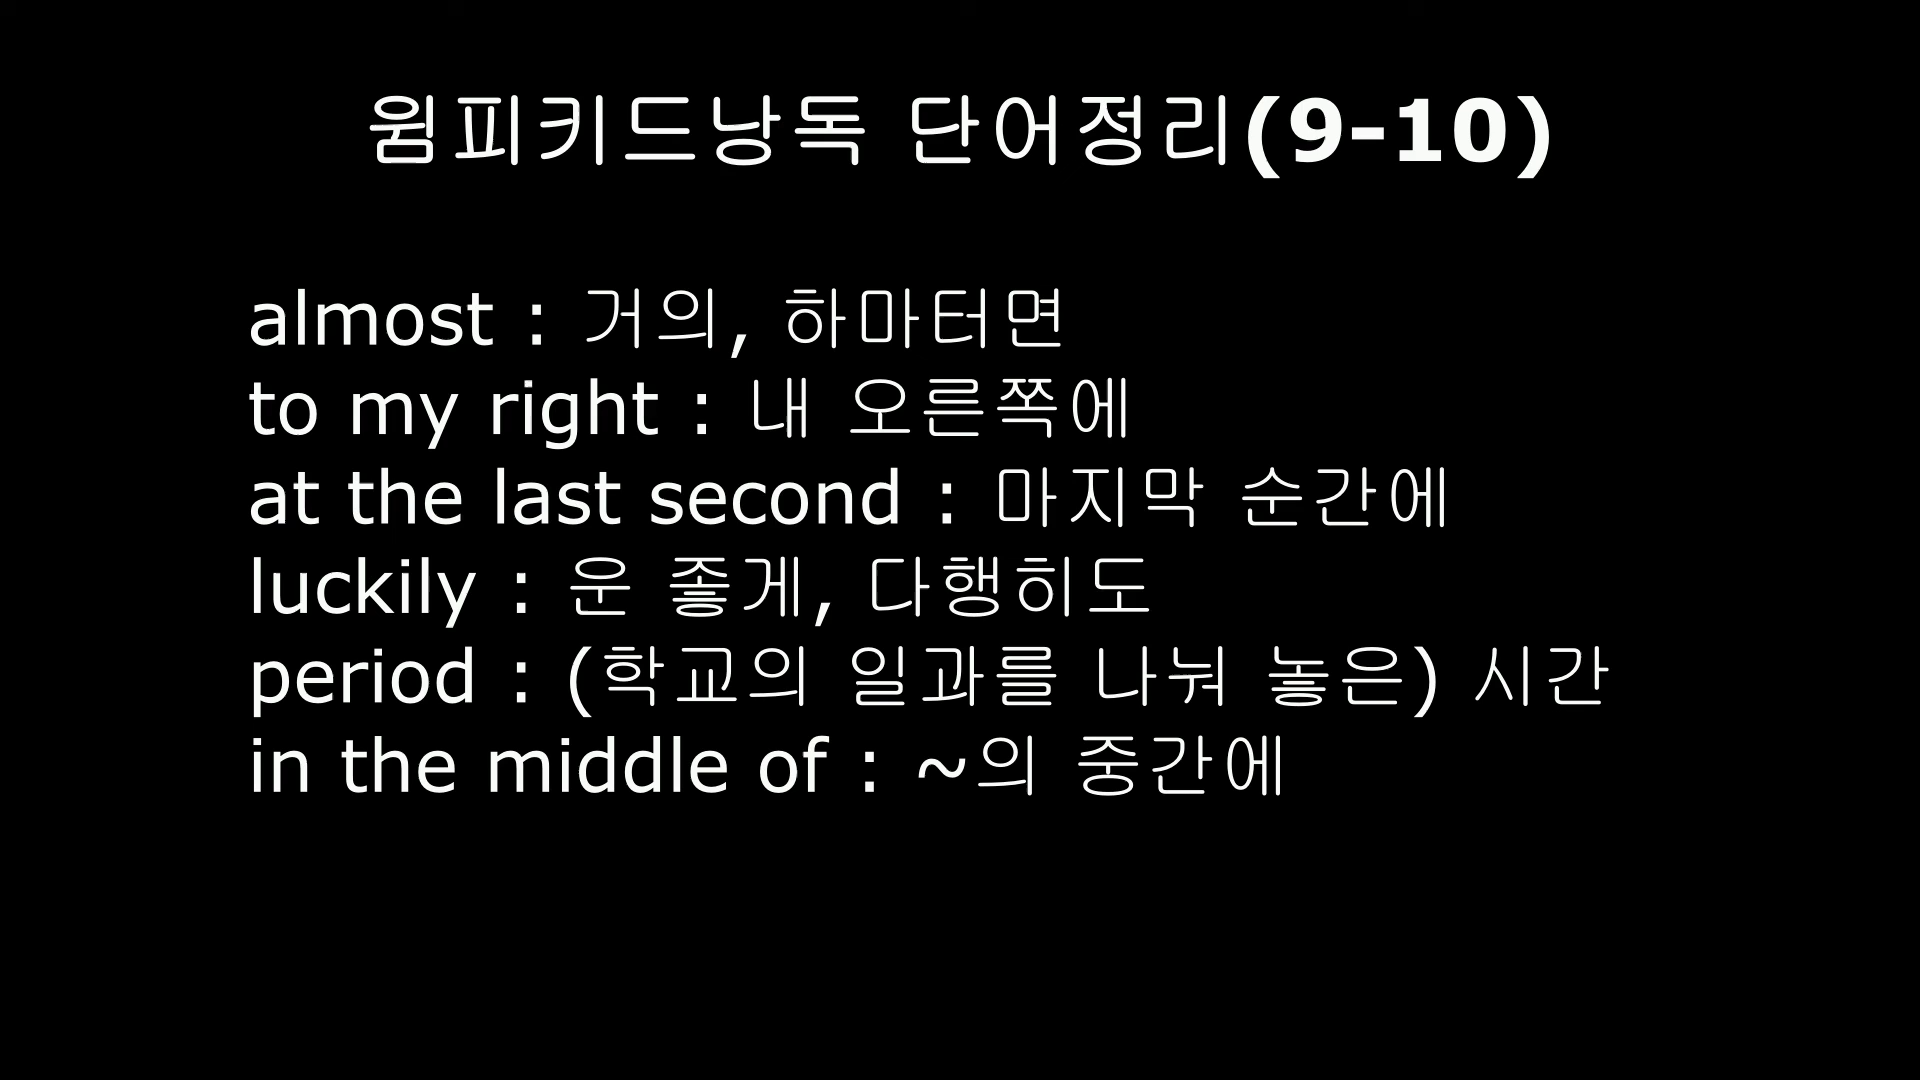 윔피키드낭독 단어정리(9-10)
almost : 거의, 하마터면
to my right : 내 오른쪽에
at the last second : 마지막 순간에
luckily : 운 좋게, 다행히도
period : (학교의 일과를 나눠 놓은) 시간
in the middle of : ~의 중간에